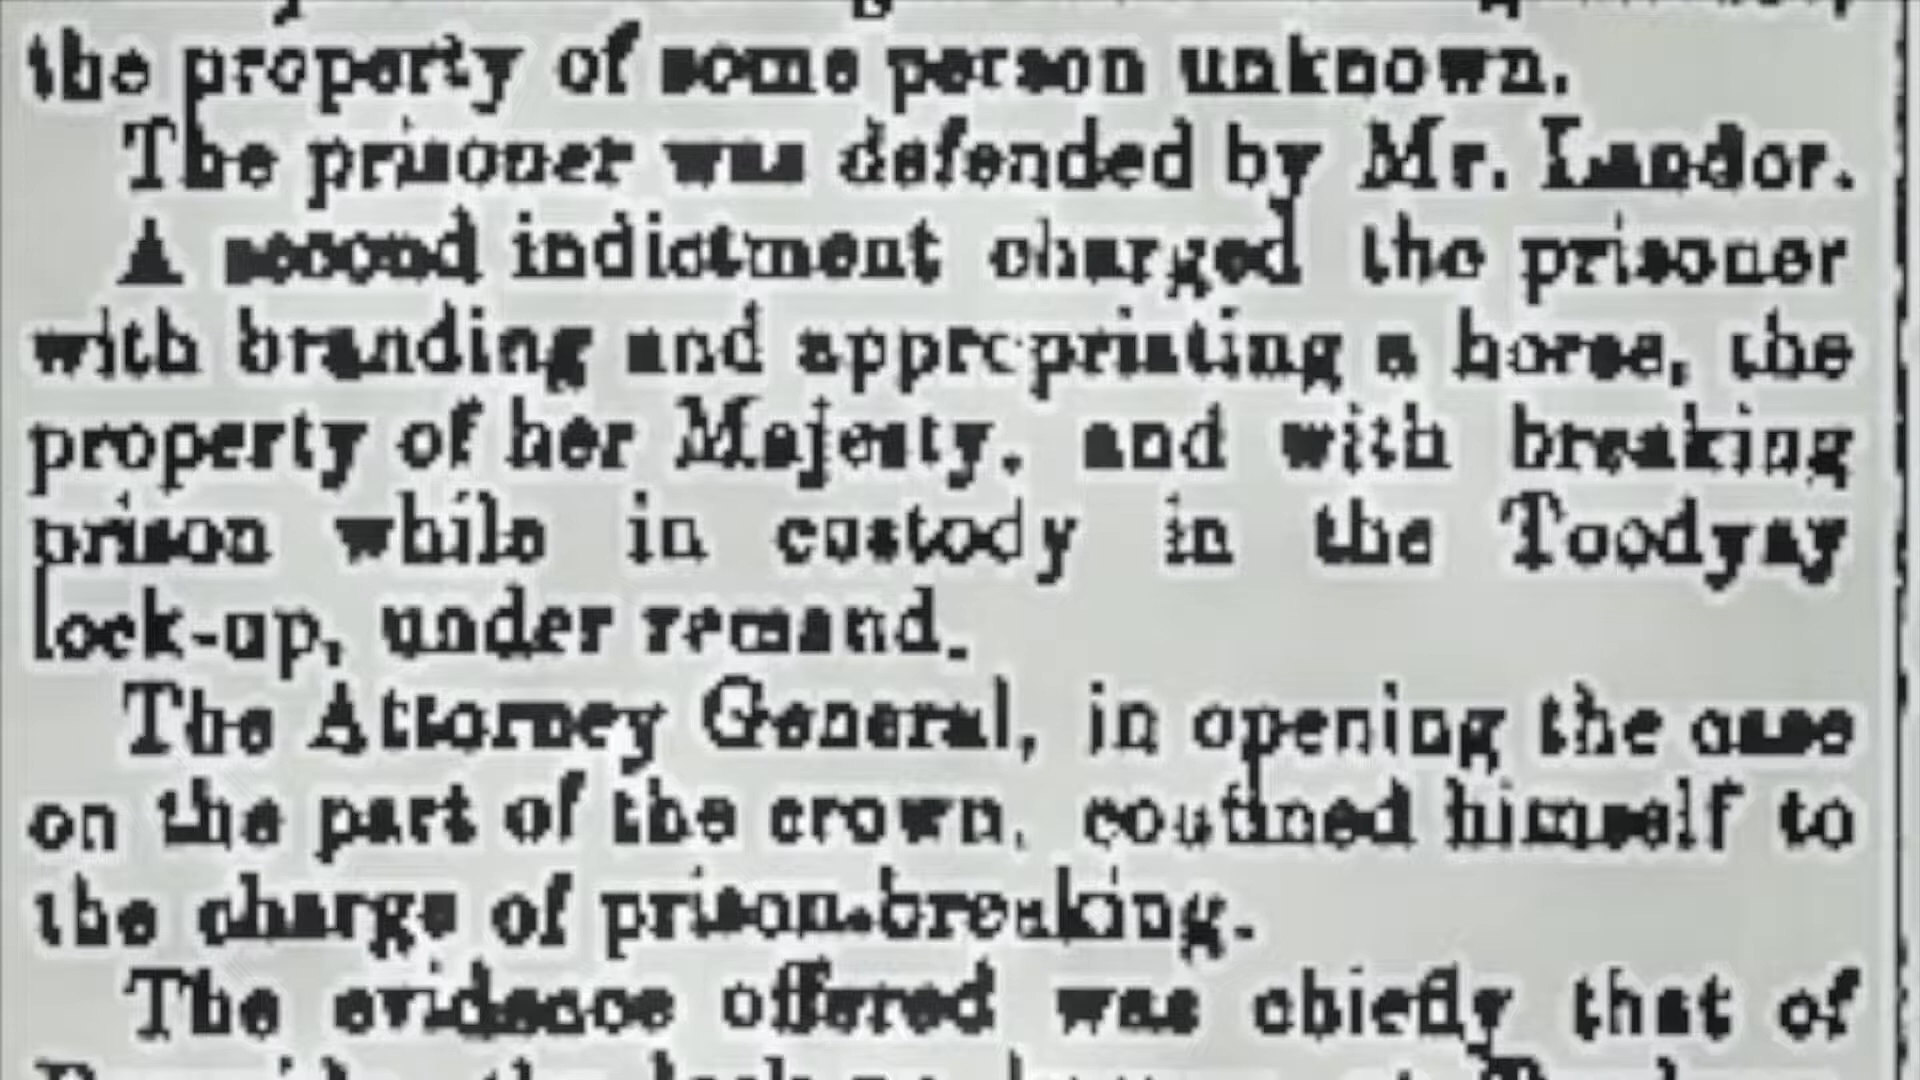 the property of some person unknown.
The prisoner was defended by Mr. Landor.
A second indictment charged the prisoner
with branding and appropriating a horse, the
property of her Majesty, and with breaking
prison while in custody in the Toodyay
lock-up, under remand.
The Attorney General, in opening the case
on the part of the crown, confined himself to
the charge of prison-breaking.
The evidence offered was chiefly that of